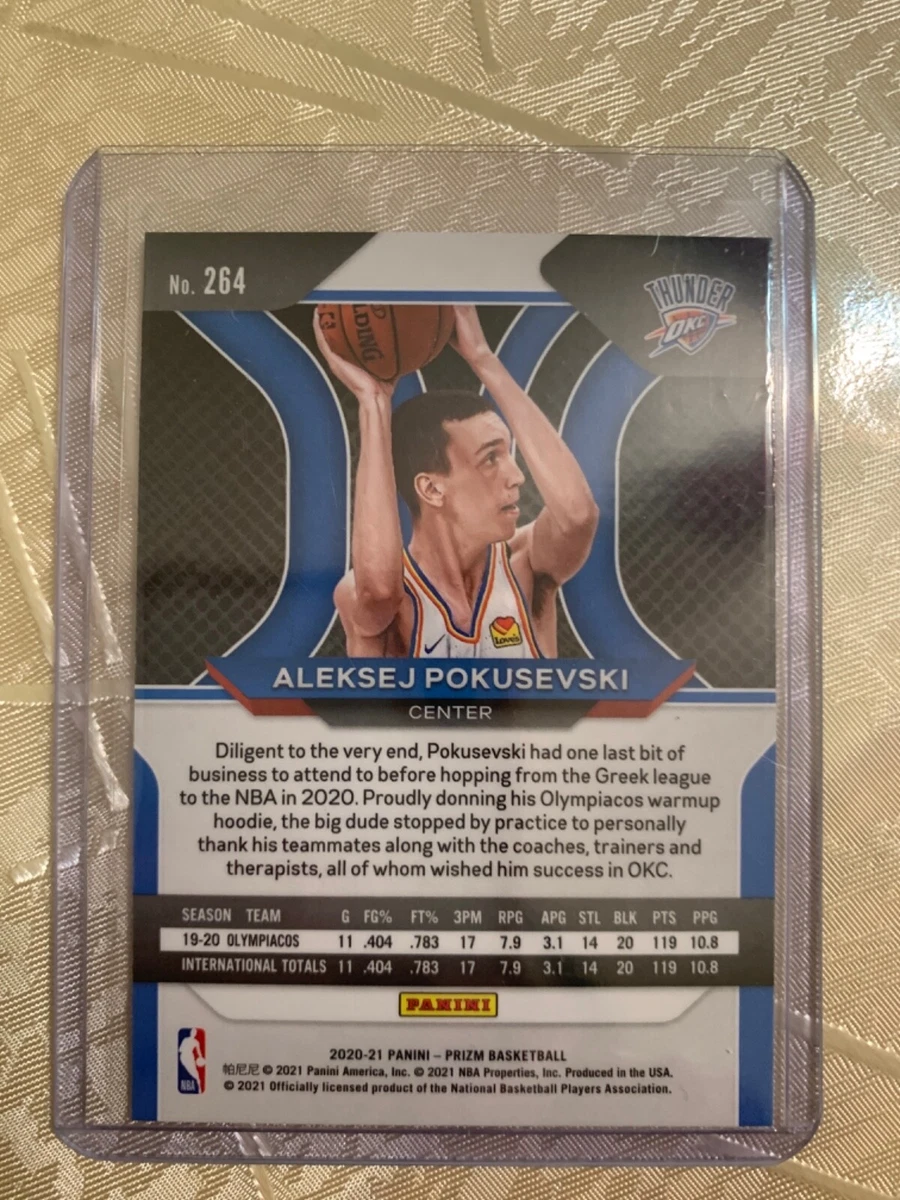 No. 264
THUNDER
OKC
LDING
Love's
ALEKSEJ POKUSEVSKI
CENTER
Diligent to the very end, Pokusevski had one last bit of
business to attend to before hopping from the Greek league
to the NBA in 2020. Proudly donning his Olympiacos warmup
hoodie, the big dude stopped by practice to personally
thank his teammates along with the coaches, trainers and
therapists, all of whom wished him success in OKC.
SEASON TEAM G FG% FT% 3PM RPG APG STL BLK PTS PPG
19-20 OLYMPIACOS 11 .404 .783 17 7.9 3.1 14 20 119 10.8
INTERNATIONAL TOTALS 11 .404 .783 17 7.9 3.1 14 20 119 10.8
PANINI
2020-21 PANINI – PRIZM BASKETBALL
帕尼尼 © 2021 Panini America, Inc. © 2021 NBA Properties, Inc. Produced in the USA.
© 2021 Officially licensed product of the National Basketball Players Association.
NBA